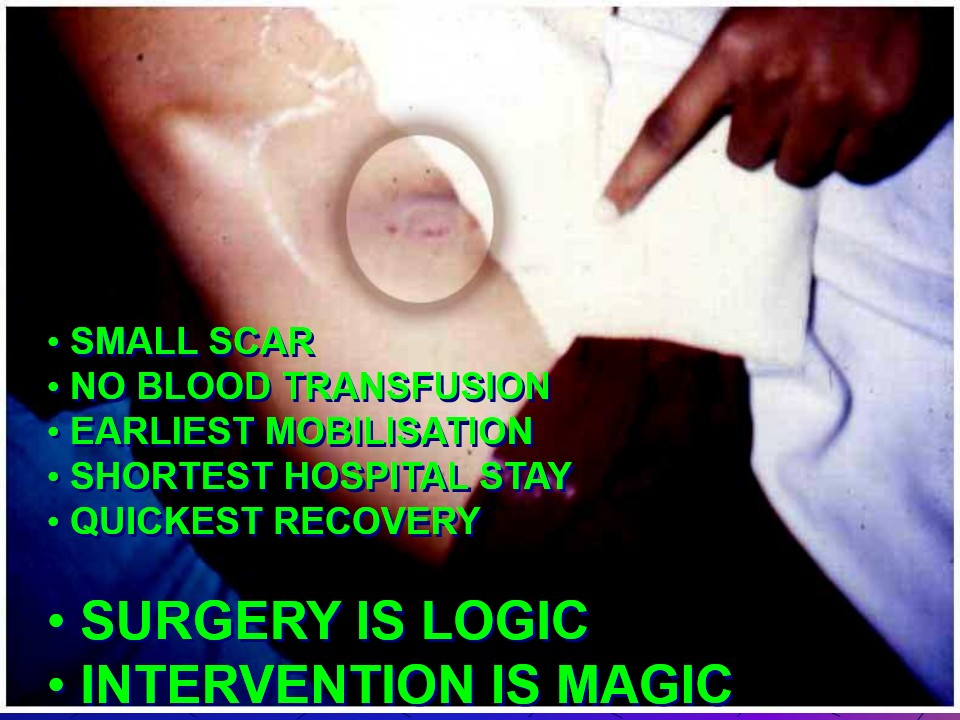 • SMALL SCAR
• NO BLOOD TRANSFUSION
• EARLIEST MOBILISATION
• SHORTEST HOSPITAL STAY
• QUICKEST RECOVERY
• SURGERY IS LOGIC
• INTERVENTION IS MAGIC